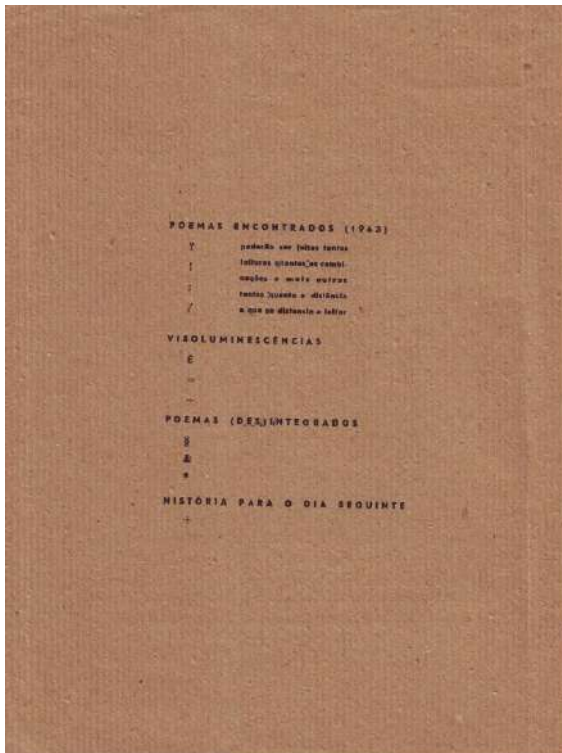 POEMAS ENCONTRADOS (1963)
? poderão ser feitas tantas
! leituras quantas as combi-
: nações e mais outras
tantas quanto a distância
/ a que se distancia o leitor
VISOLUMINESCÊNCIAS
—
POEMAS (DES)INTEGRADOS
§
&
*
HISTÓRIA PARA O DIA SEGUINTE
+